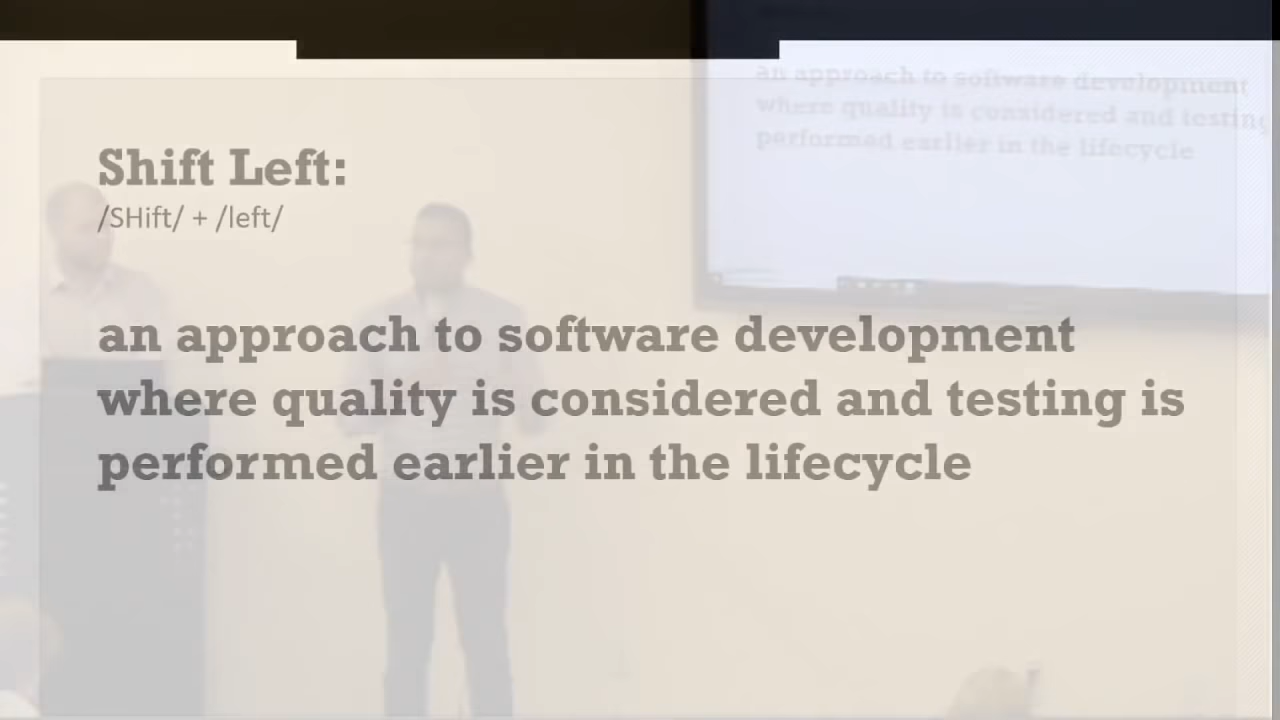 Shift Left:
/SHift/ + /left/
an approach to software development
where quality is considered and testing is
performed earlier in the lifecycle
an approach to software development
where quality is considered and testing
performed earlier in the lifecycle